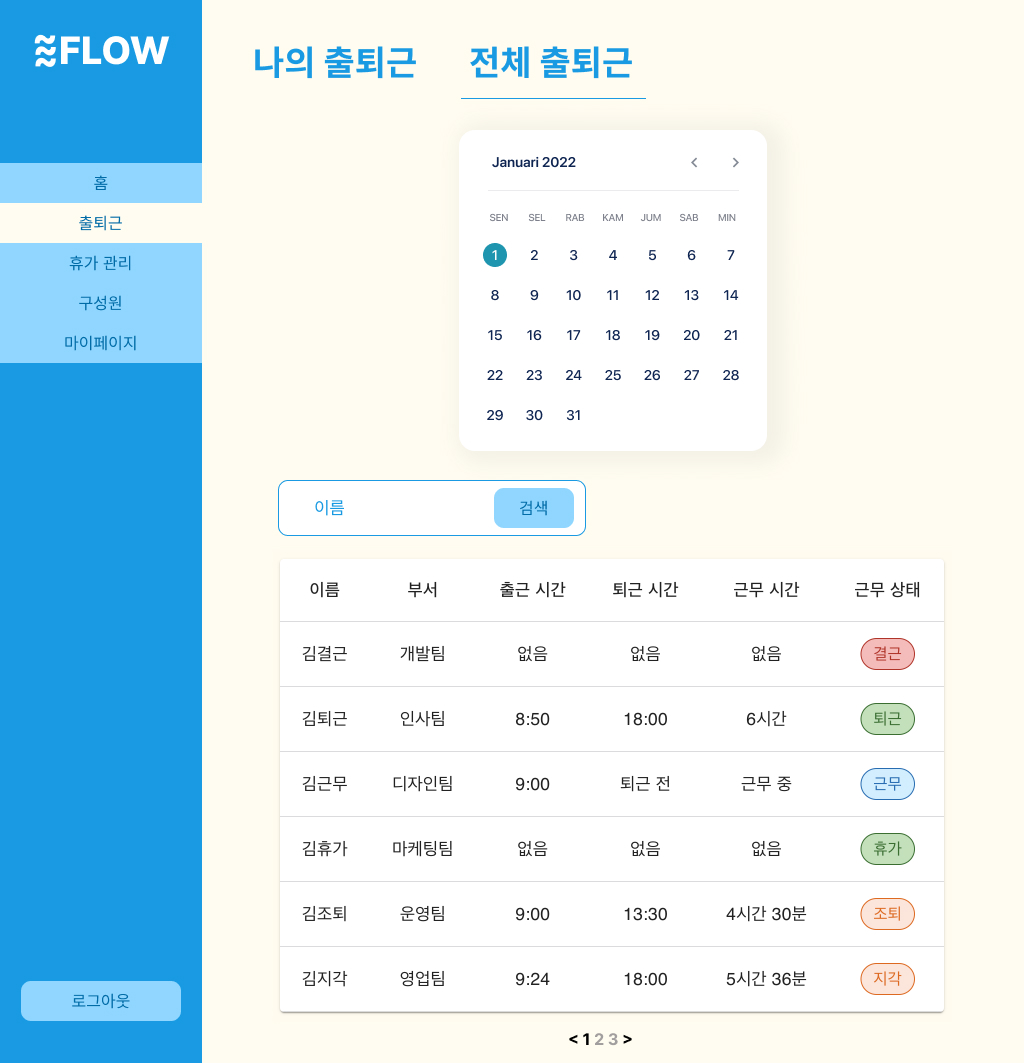 FLOW
나의 출퇴근 전체 출퇴근
홈
출퇴근
휴가 관리
구성원
마이페이지
로그아웃
Januari 2022 < >
SEN SEL RAB KAM JUM SAB MIN
1 2 3 4 5 6 7
8 9 10 11 12 13 14
15 16 17 18 19 20 21
22 23 24 25 26 27 28
29 30 31
이름 검색
이름 부서 출근 시간 퇴근 시간 근무 시간 근무 상태
김결근 개발팀 없음 없음 없음 결근
김퇴근 인사팀 8:50 18:00 6시간 퇴근
김근무 디자인팀 9:00 퇴근 전 근무 중 근무
김휴가 마케팅팀 없음 없음 없음 휴가
김조퇴 운영팀 9:00 13:30 4시간 30분 조퇴
김지각 영업팀 9:24 18:00 5시간 36분 지각
< 1 2 3 >